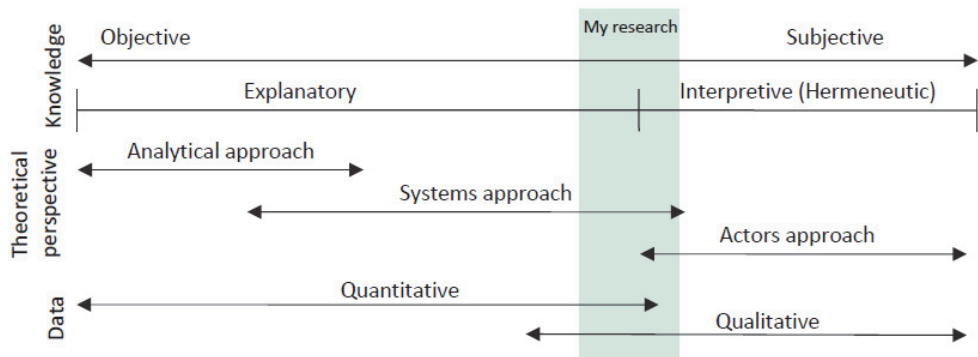 My research
Knowledge
Objective
Subjective
Explanatory
Interpretive (Hermeneutic)
Theoretical
perspective
Analytical approach
Systems approach
Actors approach
Data
Quantitative
Qualitative